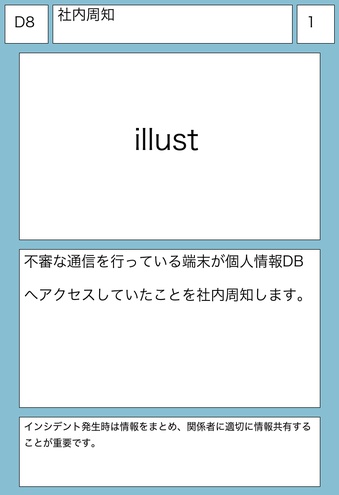 D8
社内周知
1
illust
不審な通信を行っている端末が個人情報DB
へアクセスしていたことを社内周知します。
インシデント発生時は情報をまとめ、関係者に適切に情報共有する
ことが重要です。